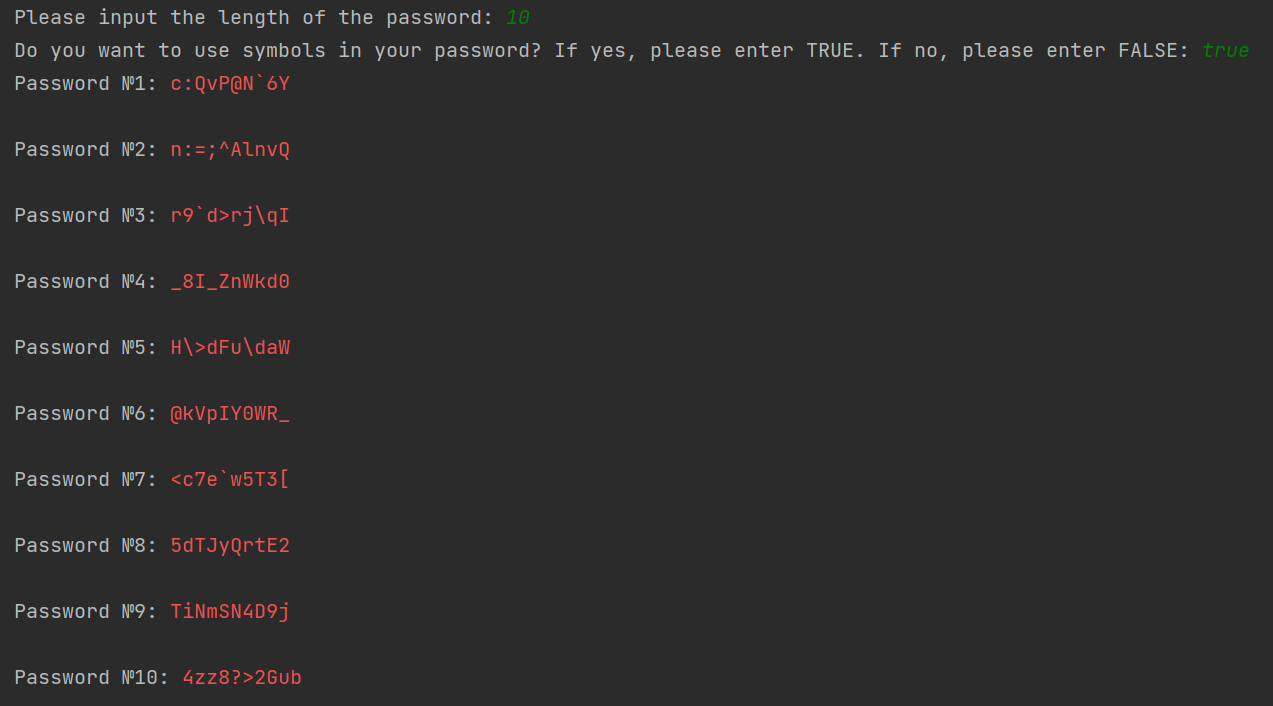 Please input the length of the password: 10
Do you want to use symbols in your password? If yes, please enter TRUE. If no, please enter FALSE: true
Password №1: c:QvP@N`6Y
Password №2: n:=;^AlnvQ
Password №3: r9`d>rj\qI
Password №4: _8I_ZnWkd0
Password №5: H\>dFu\daW
Password №6: @kVpIY0WR_
Password №7: <c7e`w5T3[
Password №8: 5dTJyQrtE2
Password №9: TiNmSN4D9j
Password №10: 4zz8?>2Gub